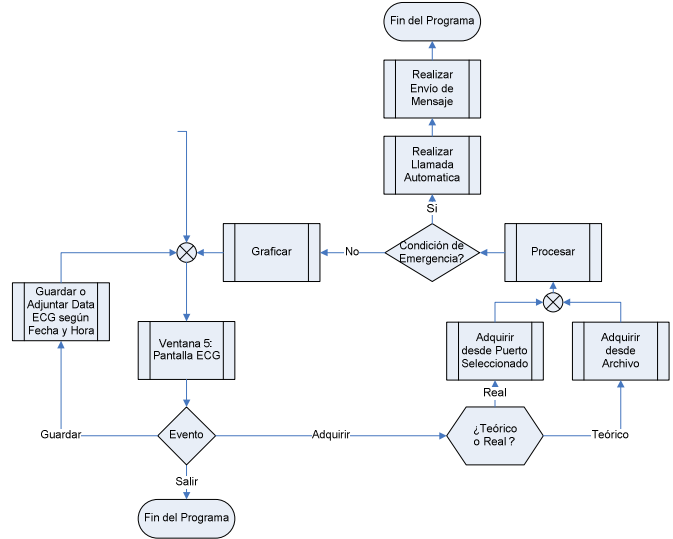 Fin del Programa
Realizar
Envío de
Mensaje
Realizar
Llamada
Automatica
Si
Graficar
No
Condición de
Emergencia?
Procesar
Guardar o
Adjuntar Data
ECG según
Fecha y Hora
Ventana 5:
Pantalla ECG
Adquirir
desde Puerto
Seleccionado
Adquirir
desde
Archivo
Real
Guardar
Evento
Adquirir
¿Teórico
o Real ?
Teórico
Salir
Fin del Programa